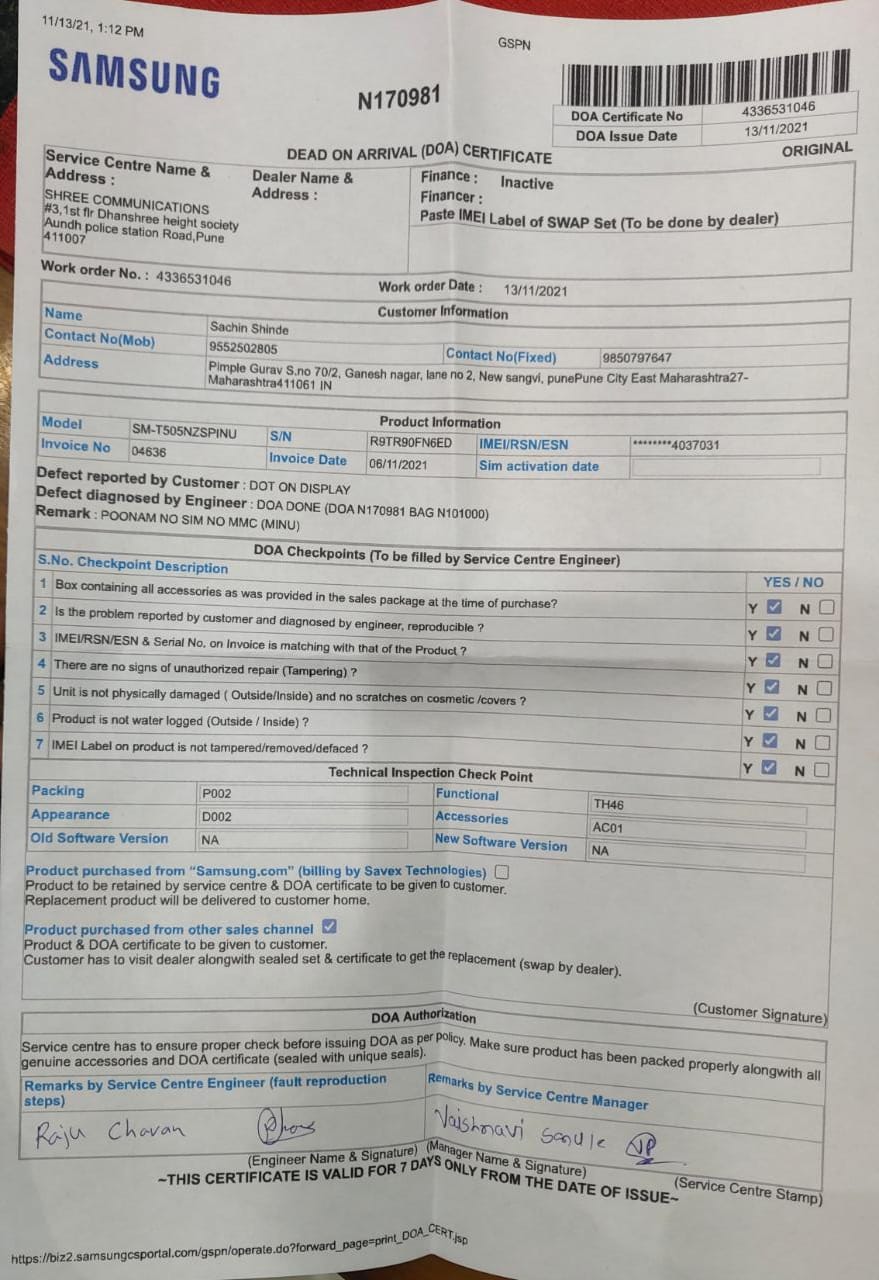 11/13/21, 1:12 PM
GSPN
SAMSUNG
N170981
DOA Certificate No 4336531046
DOA Issue Date 13/11/2021
ORIGINAL
DEAD ON ARRIVAL (DOA) CERTIFICATE
Service Centre Name & Address :
SHREE COMMUNICATIONS
#3,1st flr Dhanshree height society
Aundh police station Road,Pune
411007
Dealer Name & Address :
Finance : Inactive
Financer :
Paste IMEI Label of SWAP Set (To be done by dealer)
Work order No. : 4336531046
Work order Date : 13/11/2021
Customer Information
Name Sachin Shinde
Contact No(Mob) 9552502805 Contact No(Fixed) 9850797647
Address Pimple Gurav S.no 70/2, Ganesh nagar, lane no 2, New sangvi, punePune City East Maharashtra27-
Maharashtra411061 IN
Product Information
Model SM-T505NZSPINU S/N R9TR90FN6ED IMEI/RSN/ESN ********4037031
Invoice No 04636 Invoice Date 06/11/2021 Sim activation date
Defect reported by Customer : DOT ON DISPLAY
Defect diagnosed by Engineer : DOA DONE (DOA N170981 BAG N101000)
Remark : POONAM NO SIM NO MMC (MINU)
DOA Checkpoints (To be filled by Service Centre Engineer)
S.No. Checkpoint Description YES / NO
1 Box containing all accessories as was provided in the sales package at the time of purchase? Y N
2 Is the problem reported by customer and diagnosed by engineer, reproducible ? Y N
3 IMEI/RSN/ESN & Serial No. on Invoice is matching with that of the Product ? Y N
4 There are no signs of unauthorized repair (Tampering) ? Y N
5 Unit is not physically damaged ( Outside/Inside) and no scratches on cosmetic /covers ? Y N
6 Product is not water logged (Outside / Inside) ? Y N
7 IMEI Label on product is not tampered/removed/defaced ? Y N
Technical Inspection Check Point
Packing P002 Functional TH46
Appearance D002 Accessories AC01
Old Software Version NA New Software Version NA
Product purchased from "Samsung.com" (billing by Savex Technologies)
Product to be retained by service centre & DOA certificate to be given to customer.
Replacement product will be delivered to customer home.
Product purchased from other sales channel
Product & DOA certificate to be given to customer.
Customer has to visit dealer alongwith sealed set & certificate to get the replacement (swap by dealer).
(Customer Signature)
DOA Authorization
Service centre has to ensure proper check before issuing DOA as per policy. Make sure product has been packed properly alongwith all
genuine accessories and DOA certificate (sealed with unique seals).
Remarks by Service Centre Engineer (fault reproduction steps)
Remarks by Service Centre Manager
Raju Chavan
Vaishnavi
(Engineer Name & Signature) (Manager Name & Signature) (Service Centre Stamp)
~THIS CERTIFICATE IS VALID FOR 7 DAYS ONLY FROM THE DATE OF ISSUE~
https://biz2.samsungcsportal.com/gspn/operate.do?forward_page=print_DOA_CERT.jsp